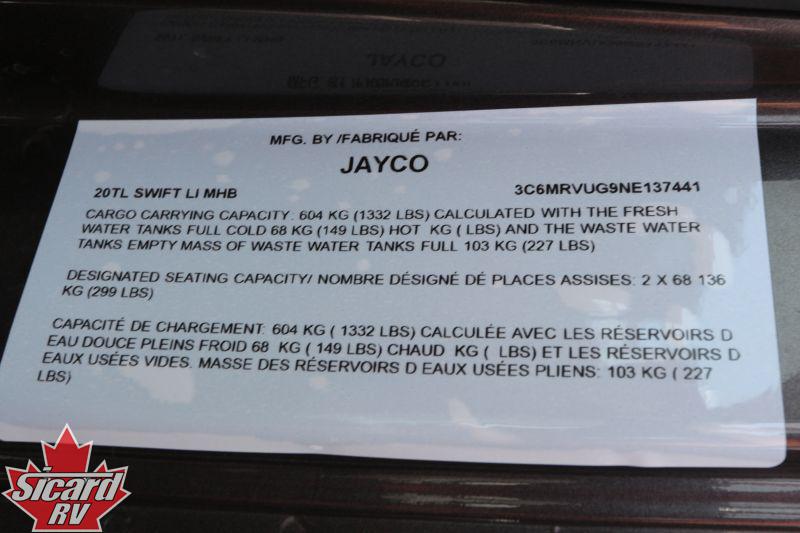 MFG. BY /FABRIQUÉ PAR:
JAYCO
20TL SWIFT LI MHB 3C6MRVUG9NE137441
CARGO CARRYING CAPACITY: 604 KG (1332 LBS) CALCULATED WITH THE FRESH
WATER TANKS FULL COLD 68 KG (149 LBS) HOT KG ( LBS) AND THE WASTE WATER
TANKS EMPTY MASS OF WASTE WATER TANKS FULL 103 KG (227 LBS)
DESIGNATED SEATING CAPACITY/ NOMBRE DÉSIGNÉ DÉ PLACES ASSISES: 2 X 68 136
KG (299 LBS)
CAPACITÉ DE CHARGEMENT: 604 KG ( 1332 LBS) CALCULÉE AVEC LES RÉSERVOIRS D
EAU DOUCE PLEINS FROID 68 KG ( 149 LBS) CHAUD KG ( LBS) ET LES RÉSERVOIRS D
EAUX USÉES VIDES. MASSE DES RÉSERVOIRS D EAUX USÉES PLIENS: 103 KG ( 227
LBS)
Sicard
RV